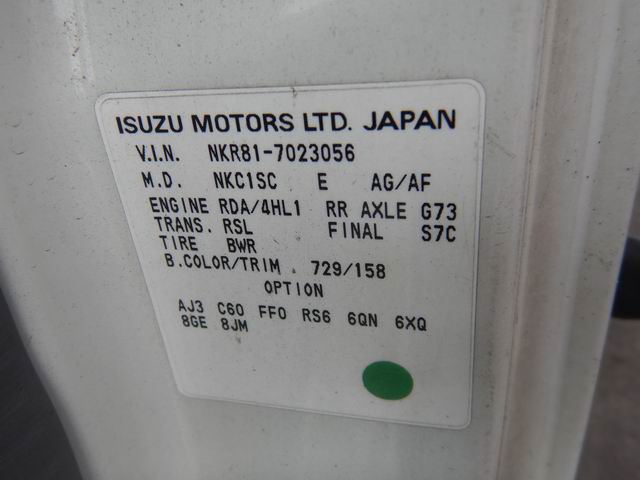 ISUZU MOTORS LTD. JAPAN
V.I.N. NKR81-7023056
M.D. NKC1SC E AG/AF
ENGINE RDA/4HL1 RR AXLE G73
TRANS. RSL FINAL S7C
TIRE BWR
B.COLOR/TRIM . 729/158
OPTION
AJ3 C60 FF0 RS6 6QN 6XQ
8GE 8JM